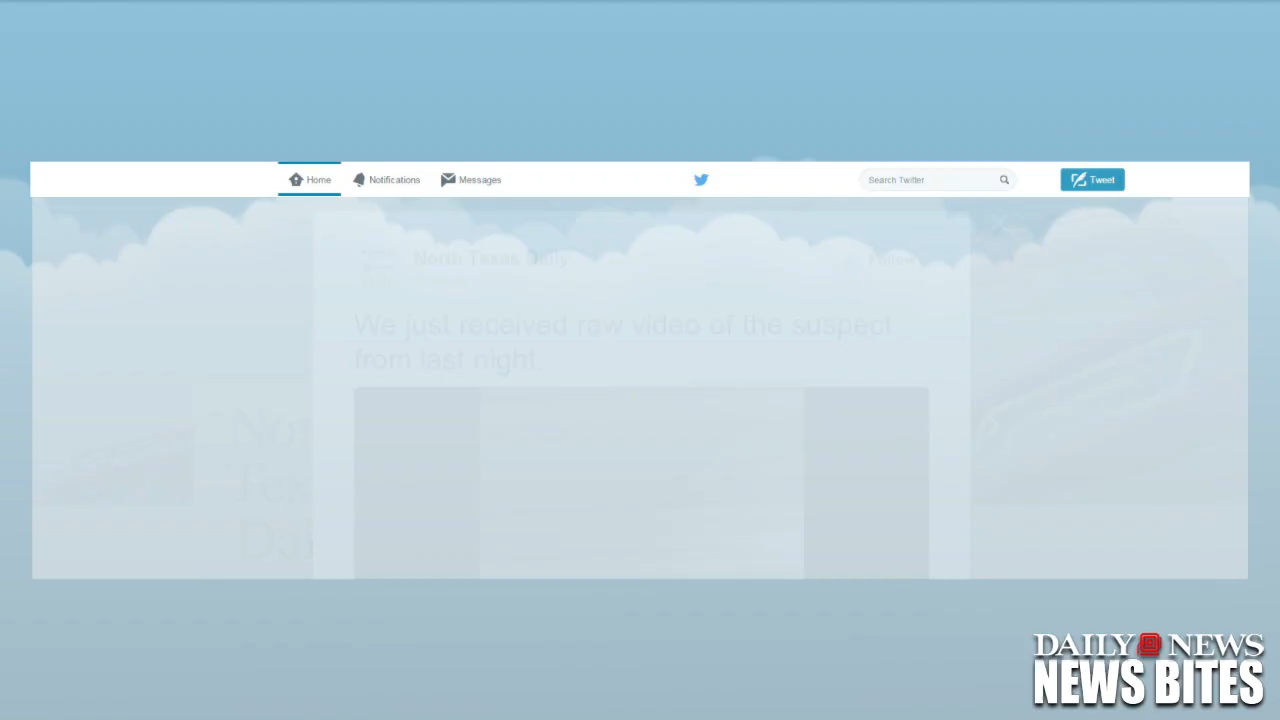 Home Notifications Messages Search Twitter Tweet
North Texas Daily Follow
We just received raw video of the suspect
from last night
DAILY NEWS
NEWS BITES